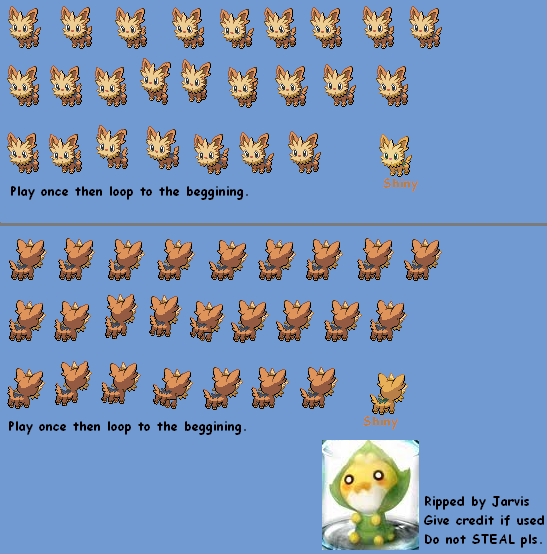 Shiny
Play once then loop to the beggining.
Shiny
Play once then loop to the beggining.
Ripped by Jarvis
Give credit if used
Do not STEAL pls.